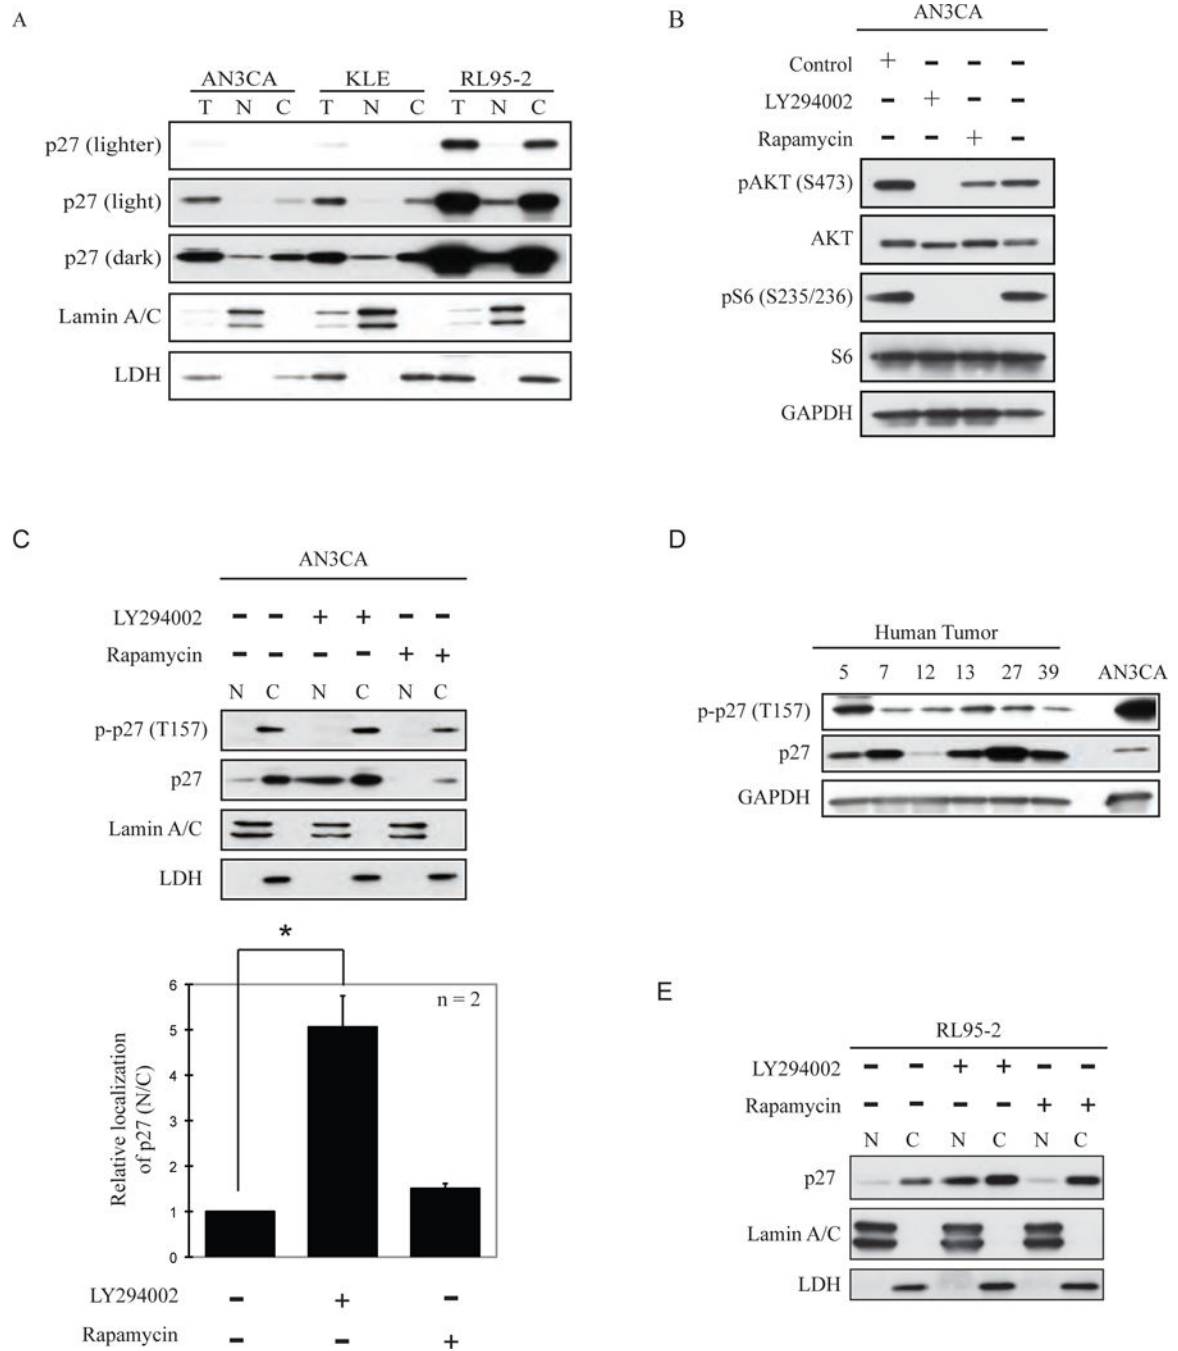 A
AN3CA KLE RL95-2
T N C T N C T N C
p27 (lighter)
p27 (light)
p27 (dark)
Lamin A/C
LDH
B
AN3CA
Control + - - -
LY294002 - + - -
Rapamycin - - + -
pAKT (S473)
AKT
pS6 (S235/236)
S6
GAPDH
C
AN3CA
LY294002 - - + + - -
Rapamycin - - - - + +
N C N C N C
p-p27 (T157)
p27
Lamin A/C
LDH
*
n = 2
6
5
4
3
2
1
0
Relative localization
of p27 (N/C)
LY294002 - + -
Rapamycin - - +
D
Human Tumor
5 7 12 13 27 39 AN3CA
p-p27 (T157)
p27
GAPDH
E
RL95-2
LY294002 - - + + - -
Rapamycin - - - - + +
N C N C N C
p27
Lamin A/C
LDH